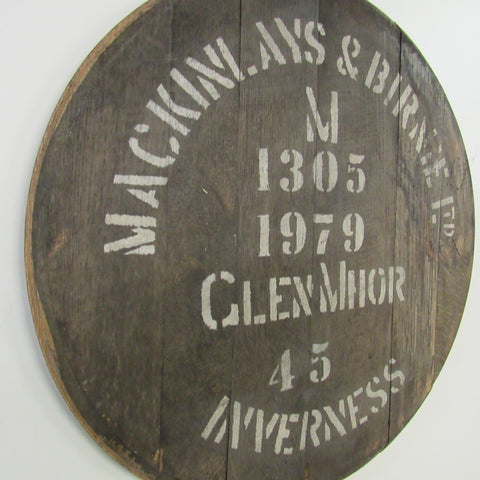 MACKINLAYS & BIRNIE LTD
M
1305
1979
GLEN MHOR
45
INVERNESS